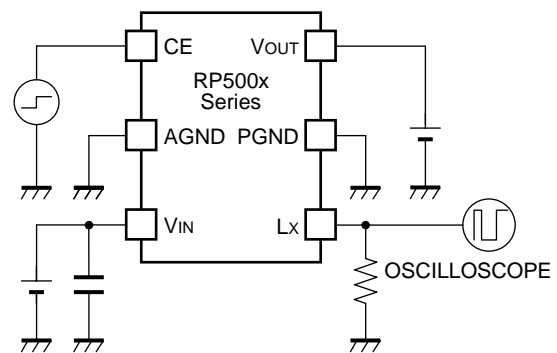 CE
VOUT
RP500x
Series
AGND
PGND
VIN
LX
OSCILLOSCOPE